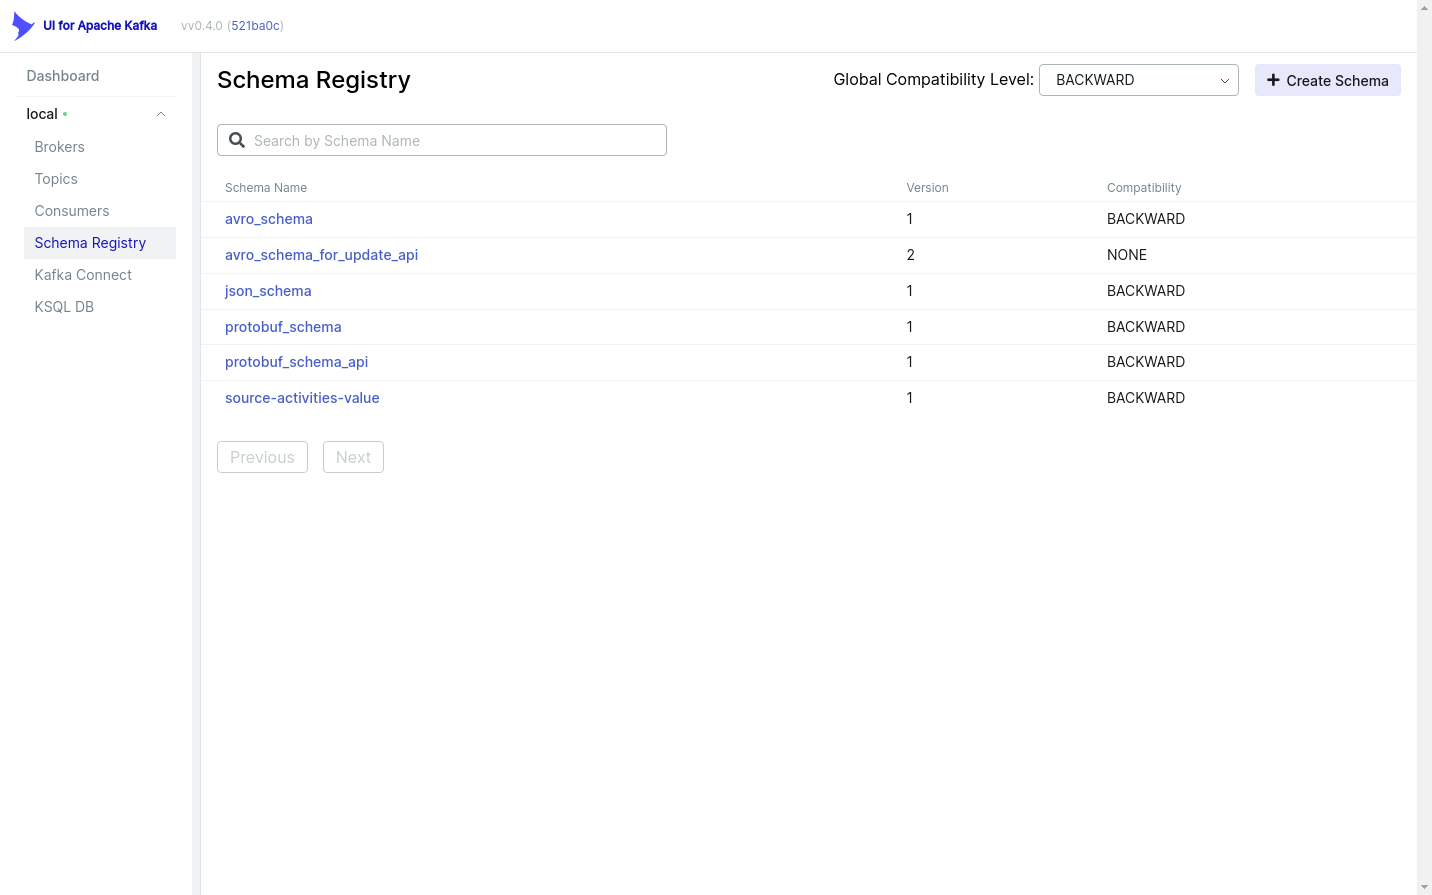 UI for Apache Kafka vv0.4.0 (521ba0c)
Dashboard
local
Brokers
Topics
Consumers
Schema Registry
Kafka Connect
KSQL DB
Schema Registry
Global Compatibility Level: BACKWARD
Create Schema
Search by Schema Name
Schema Name Version Compatibility
avro_schema 1 BACKWARD
avro_schema_for_update_api 2 NONE
json_schema 1 BACKWARD
protobuf_schema 1 BACKWARD
protobuf_schema_api 1 BACKWARD
source-activities-value 1 BACKWARD
Previous Next